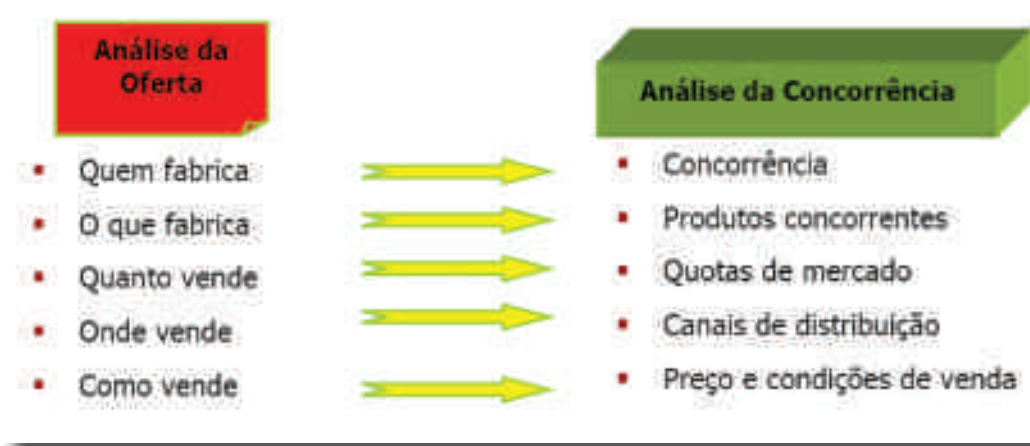 Análise da
Oferta
Análise da Concorrência
Quem fabrica
Concorrência
O que fabrica
Produtos concorrentes
Quanto vende
Quotas de mercado
Onde vende
Canais de distribuição
Como vende
Preço e condições de venda